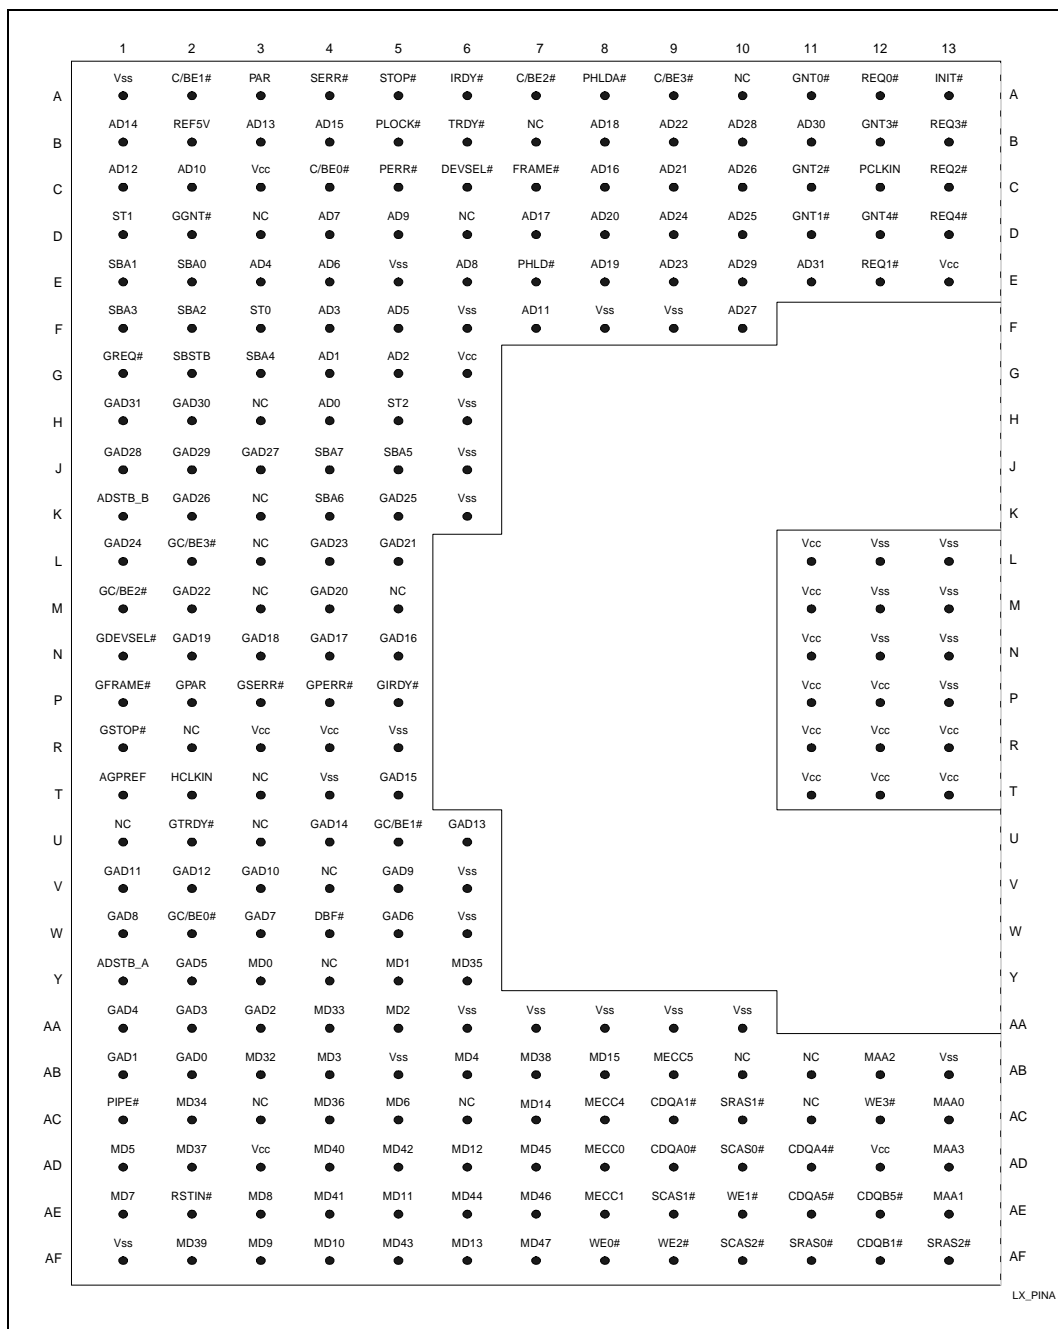 1 2 3 4 5 6 7 8 9 10 11 12 13
Vss C/BE1# PAR SERR# STOP# IRDY# C/BE2# PHLDA# C/BE3# NC GNT0# REQ0# INIT#
A A
AD14 REF5V AD13 AD15 PLOCK# TRDY# NC AD18 AD22 AD28 AD30 GNT3# REQ3#
B B
AD12 AD10 Vcc C/BE0# PERR# DEVSEL# FRAME# AD16 AD21 AD26 GNT2# PCLKIN REQ2#
C C
ST1 GGNT# NC AD7 AD9 NC AD17 AD20 AD24 AD25 GNT1# GNT4# REQ4#
D D
SBA1 SBA0 AD4 AD6 Vss AD8 PHLD# AD19 AD23 AD29 AD31 REQ1# Vcc
E E
SBA3 SBA2 ST0 AD3 AD5 Vss AD11 Vss Vss AD27
F F
GREQ# SBSTB SBA4 AD1 AD2 Vcc
G G
GAD31 GAD30 NC AD0 ST2 Vss
H H
GAD28 GAD29 GAD27 SBA7 SBA5 Vss
J J
ADSTB_B GAD26 NC SBA6 GAD25 Vss
K K
GAD24 GC/BE3# NC GAD23 GAD21 Vcc Vss Vss
L L
GC/BE2# GAD22 NC GAD20 NC Vcc Vss Vss
M M
GDEVSEL# GAD19 GAD18 GAD17 GAD16 Vcc Vss Vss
N N
GFRAME# GPAR GSERR# GPERR# GIRDY# Vcc Vcc Vss
P P
GSTOP# NC Vcc Vcc Vss Vcc Vcc Vcc
R R
AGPREF HCLKIN NC Vss GAD15 Vcc Vcc Vcc
T T
NC GTRDY# NC GAD14 GC/BE1# GAD13
U U
GAD11 GAD12 GAD10 NC GAD9 Vss
V V
GAD8 GC/BE0# GAD7 DBF# GAD6 Vss
W W
ADSTB_A GAD5 MD0 NC MD1 MD35
Y Y
GAD4 GAD3 GAD2 MD33 MD2 Vss Vss Vss Vss Vss
AA AA
GAD1 GAD0 MD32 MD3 Vss MD4 MD38 MD15 MECC5 NC NC MAA2 Vss
AB AB
PIPE# MD34 NC MD36 MD6 NC MD14 MECC4 CDQA1# SRAS1# NC WE3# MAA0
AC AC
MD5 MD37 Vcc MD40 MD42 MD12 MD45 MECC0 CDQA0# SCAS0# CDQA4# Vcc MAA3
AD AD
MD7 RSTIN# MD8 MD41 MD11 MD44 MD46 MECC1 SCAS1# WE1# CDQA5# CDQB5# MAA1
AE AE
Vss MD39 MD9 MD10 MD43 MD13 MD47 WE0# WE2# SCAS2# SRAS0# CDQB1# SRAS2#
AF AF
LX_PINA